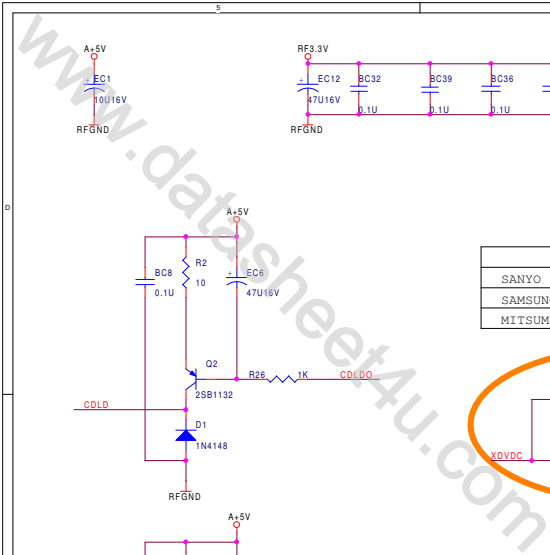 5
A+5V
RF3.3V
EC1
10U16V
RFGND
EC12
47U16V
RFGND
BC32
0.1U
BC39
0.1U
BC36
0.1U
D
A+5V
BC8
0.1U
R2
10
EC6
47U16V
SANYO
SAMSUNG
MITSUM
Q2
2SB1132
R26
1K
CDLDO
CDLD
D1
1N4148
XDVDC
RFGND
A+5V
www.datasheet4u.com